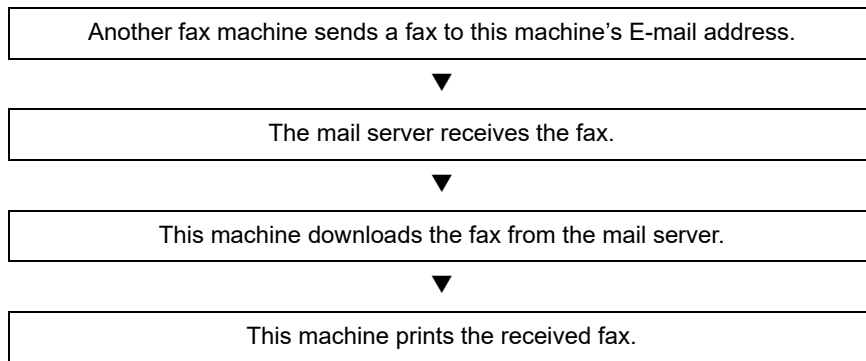 Another fax machine sends a fax to this machine’s E-mail address.
The mail server receives the fax.
This machine downloads the fax from the mail server.
This machine prints the received fax.